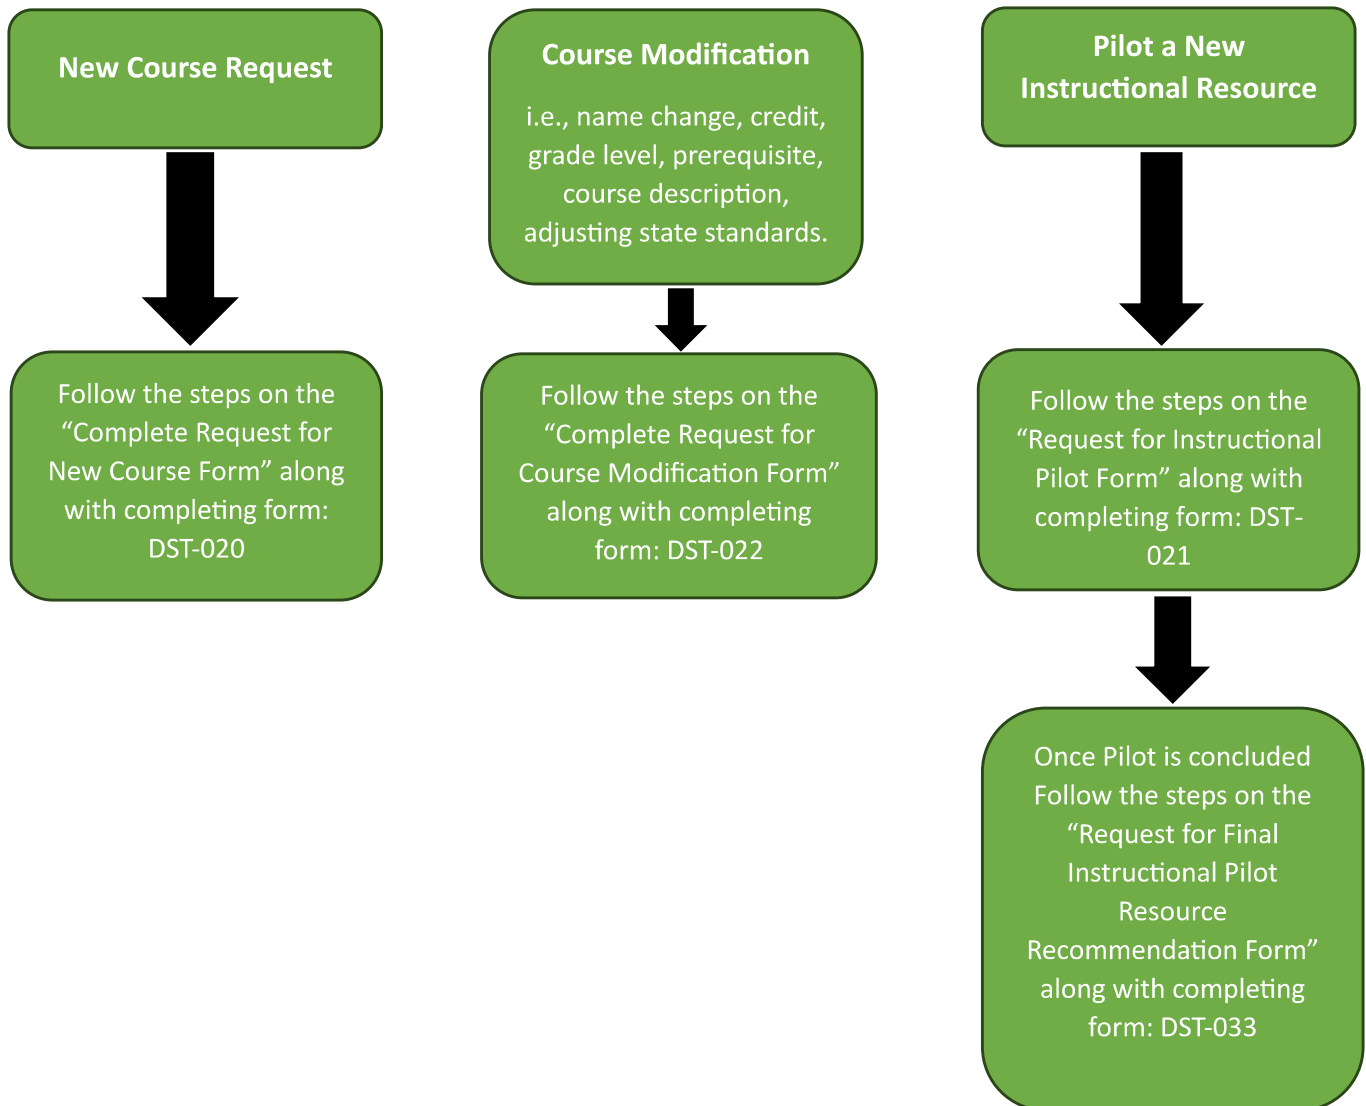 New Course Request
Follow the steps on the
“Complete Request for
New Course Form” along
with completing form:
DST-020
Course Modification
i.e., name change, credit,
grade level, prerequisite,
course description,
adjusting state standards.
Follow the steps on the
“Complete Request for
Course Modification Form”
along with completing
form: DST-022
Pilot a New
Instructional Resource
Follow the steps on the
“Request for Instructional
Pilot Form” along with
completing form: DST-
021
Once Pilot is concluded
Follow the steps on the
“Request for Final
Instructional Pilot
Resource
Recommendation Form”
along with completing
form: DST-033